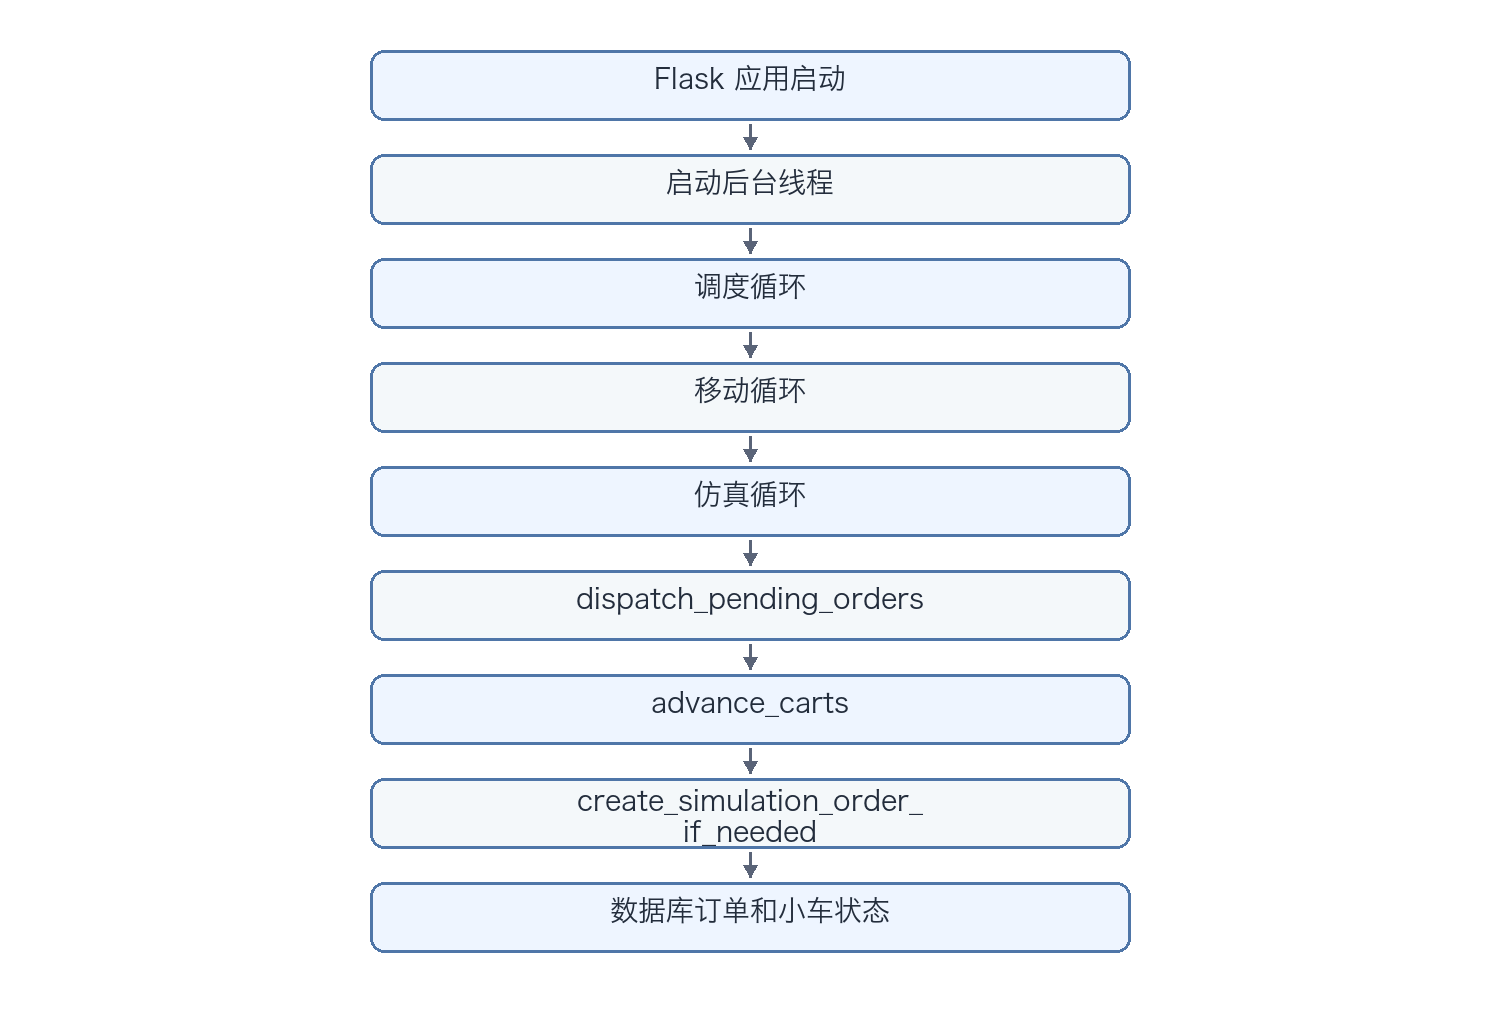 Flask 应用启动
启动后台线程
调度循环
移动循环
仿真循环
dispatch_pending_orders
advance_carts
create_simulation_order_
if_needed
数据库订单和小车状态